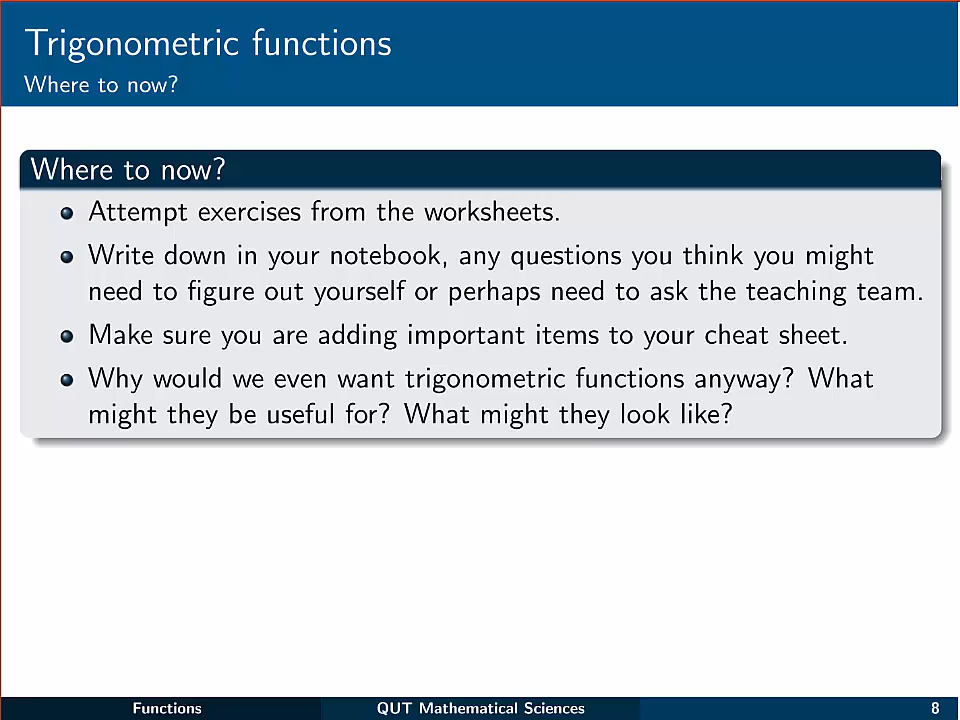 Trigonometric functions
Where to now?
Where to now?
Attempt exercises from the worksheets.
Write down in your notebook, any questions you think you might
need to figure out yourself or perhaps need to ask the teaching team.
Make sure you are adding important items to your cheat sheet.
Why would we even want trigonometric functions anyway? What
might they be useful for? What might they look like?
Functions QUT Mathematical Sciences 8